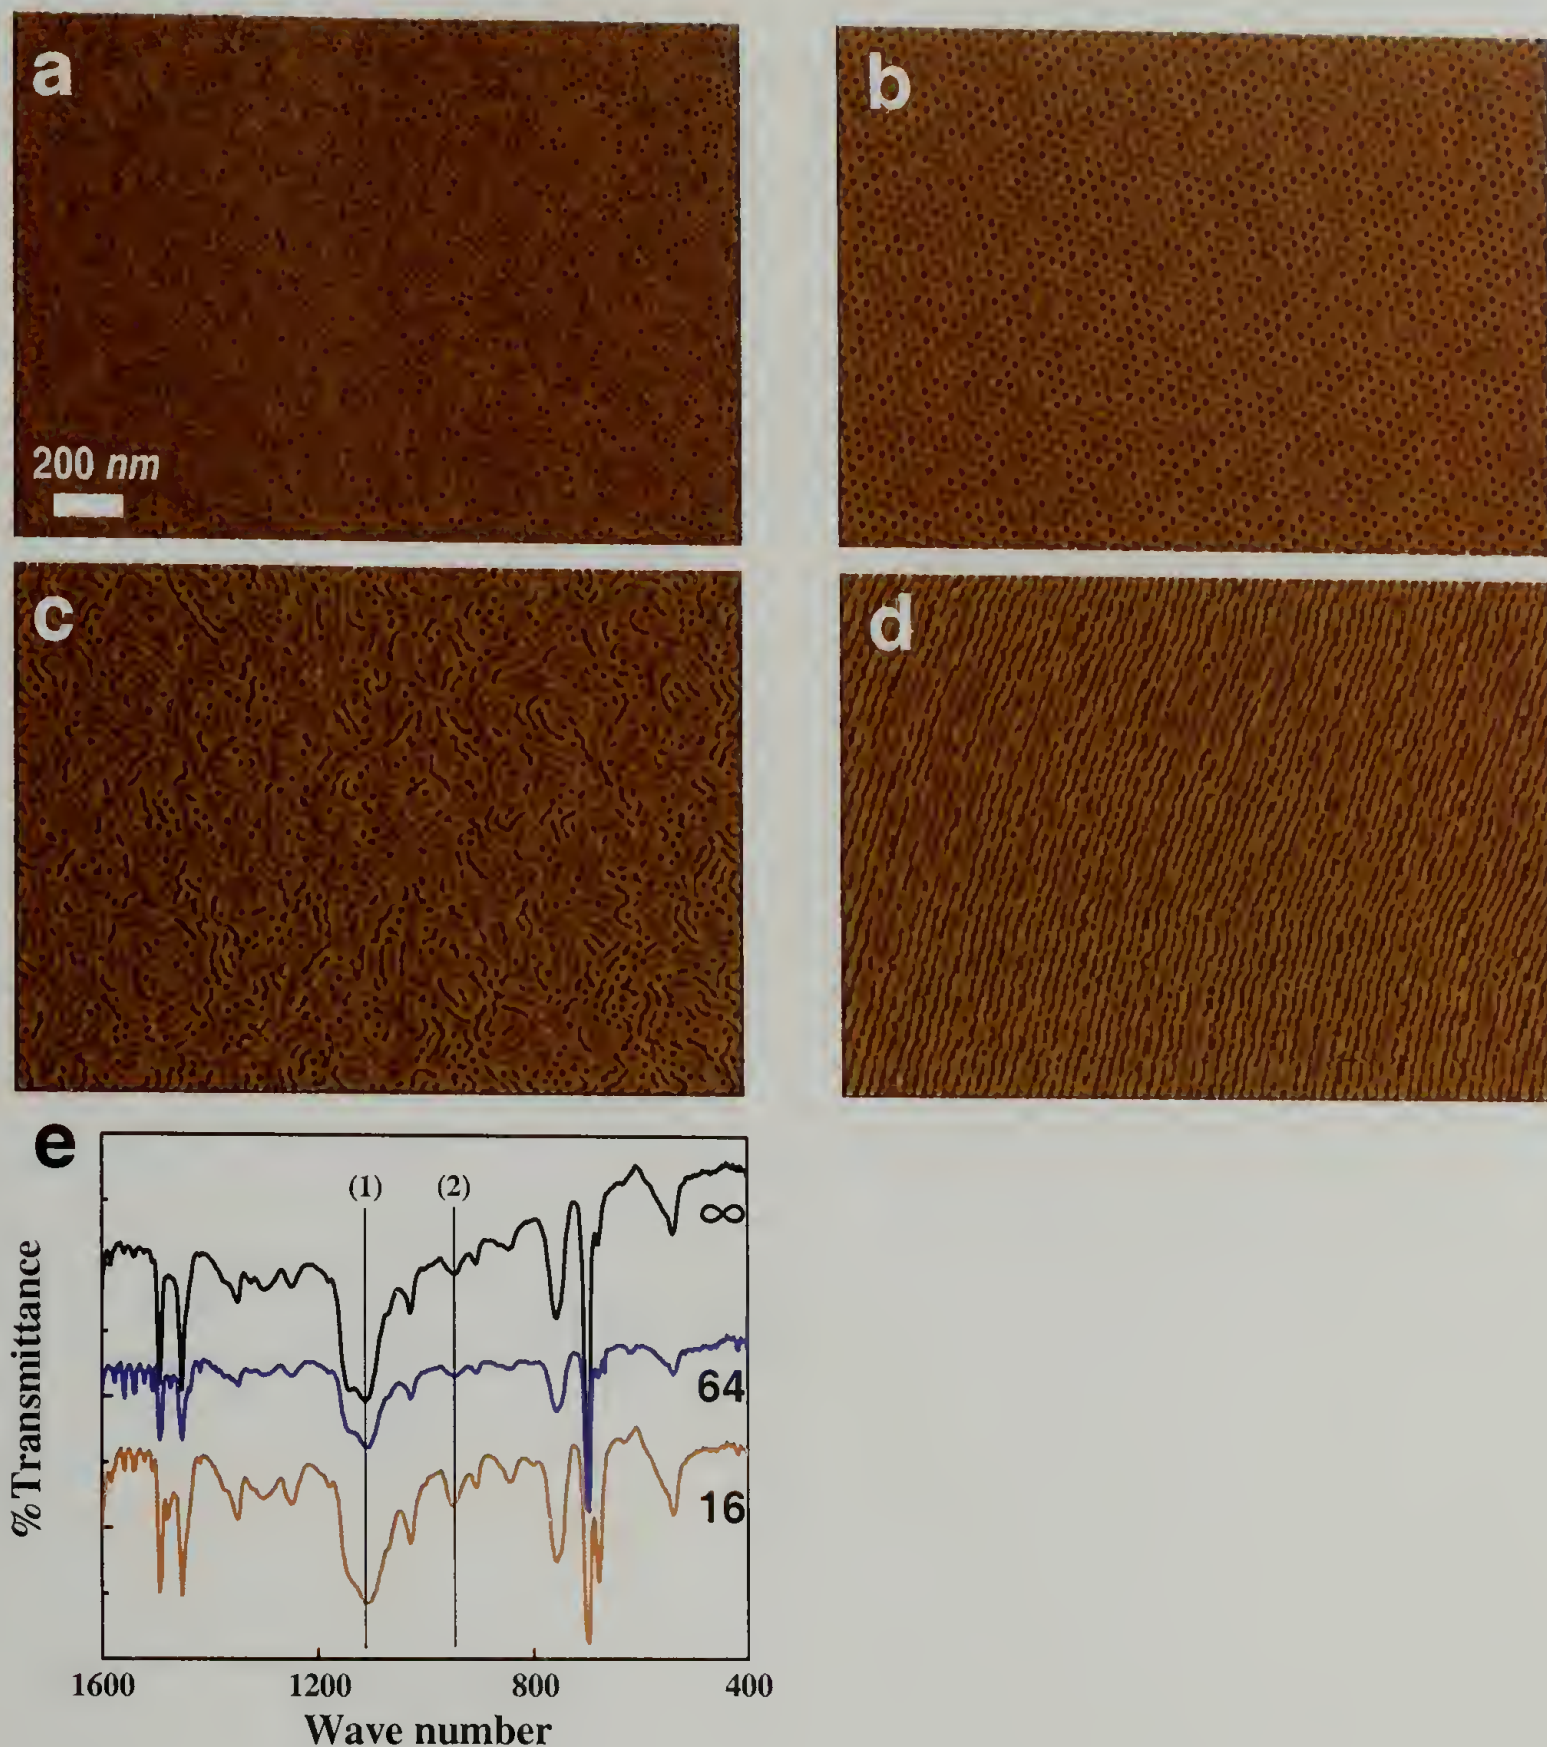 a
b
200 nm
c
d
e
(1) (2)
∞
64
16
%Transmittance
1600 1200 800 400
Wave number